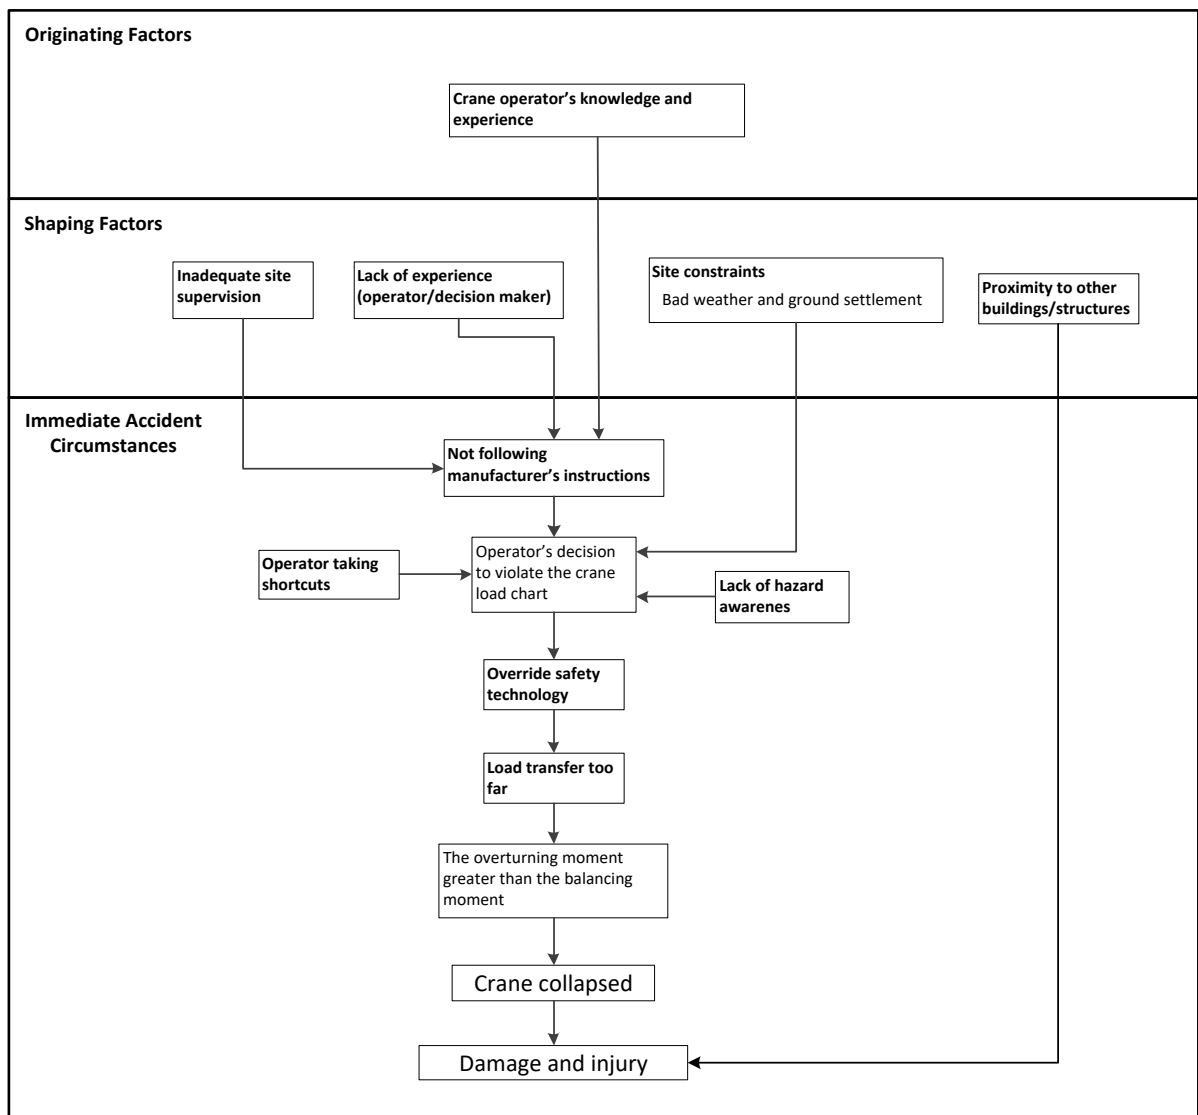 Originating Factors
Crane operator’s knowledge and
experience
Shaping Factors
Inadequate site
supervision
Lack of experience
(operator/decision maker)
Site constraints
Bad weather and ground settlement
Proximity to other
buildings/structures
Immediate Accident
Circumstances
Not following
manufacturer’s instructions
Operator taking
shortcuts
Operator’s decision
to violate the crane
load chart
Lack of hazard
awarenes
Override safety
technology
Load transfer too
far
The overturning moment
greater than the balancing
moment
Crane collapsed
Damage and injury